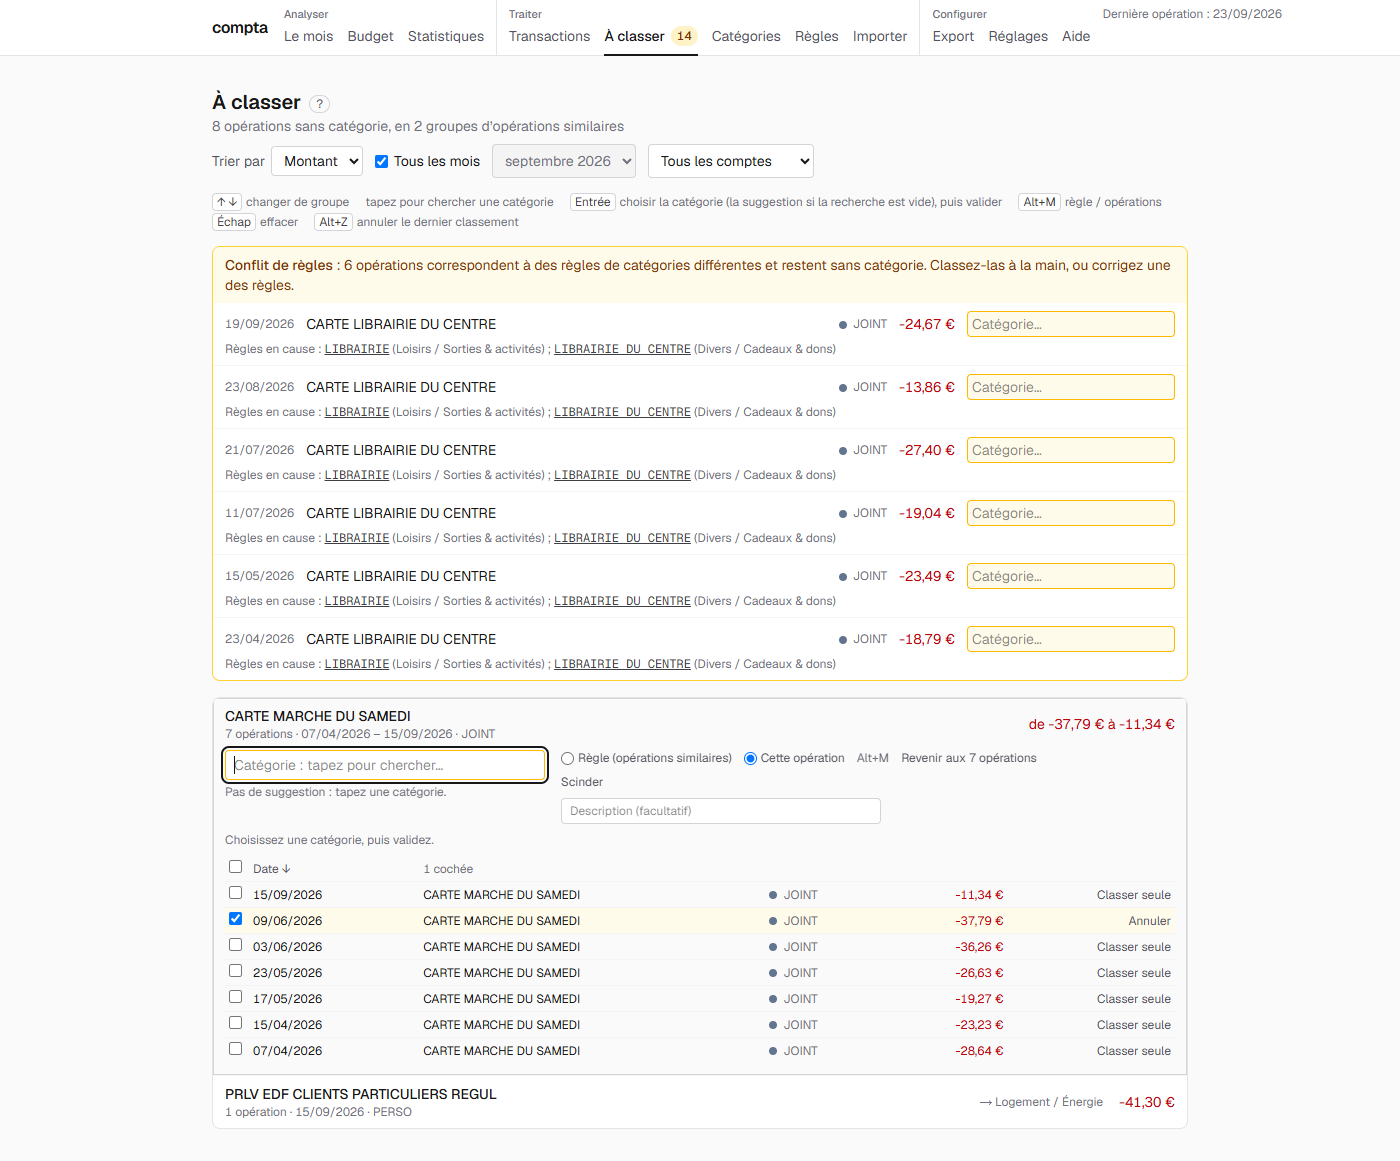 compta
Analyser
Le mois Budget Statistiques
Traiter
Transactions À classer 14 Catégories Règles Importer
Configurer
Export Réglages Aide
Dernière opération : 23/09/2026
À classer ?
8 opérations sans catégorie, en 2 groupes d'opérations similaires
Trier par Montant Tous les mois septembre 2026 Tous les comptes
↑↓ changer de groupe tapez pour chercher une catégorie Entrée choisir la catégorie (la suggestion si la recherche est vide), puis valider Alt+M règle / opérations
Échap effacer Alt+Z annuler le dernier classement
Conflit de règles : 6 opérations correspondent à des règles de catégories différentes et restent sans catégorie. Classez-las à la main, ou corrigez une
des règles.
19/09/2026 CARTE LIBRAIRIE DU CENTRE JOINT -24,67 € Catégorie…
Règles en cause : LIBRAIRIE (Loisirs / Sorties & activités) ; LIBRAIRIE DU CENTRE (Divers / Cadeaux & dons)
23/08/2026 CARTE LIBRAIRIE DU CENTRE JOINT -13,86 € Catégorie…
Règles en cause : LIBRAIRIE (Loisirs / Sorties & activités) ; LIBRAIRIE DU CENTRE (Divers / Cadeaux & dons)
21/07/2026 CARTE LIBRAIRIE DU CENTRE JOINT -27,40 € Catégorie…
Règles en cause : LIBRAIRIE (Loisirs / Sorties & activités) ; LIBRAIRIE DU CENTRE (Divers / Cadeaux & dons)
11/07/2026 CARTE LIBRAIRIE DU CENTRE JOINT -19,04 € Catégorie…
Règles en cause : LIBRAIRIE (Loisirs / Sorties & activités) ; LIBRAIRIE DU CENTRE (Divers / Cadeaux & dons)
15/05/2026 CARTE LIBRAIRIE DU CENTRE JOINT -23,49 € Catégorie…
Règles en cause : LIBRAIRIE (Loisirs / Sorties & activités) ; LIBRAIRIE DU CENTRE (Divers / Cadeaux & dons)
23/04/2026 CARTE LIBRAIRIE DU CENTRE JOINT -18,79 € Catégorie…
Règles en cause : LIBRAIRIE (Loisirs / Sorties & activités) ; LIBRAIRIE DU CENTRE (Divers / Cadeaux & dons)
CARTE MARCHE DU SAMEDI
7 opérations · 07/04/2026 – 15/09/2026 · JOINT
de -37,79 € à -11,34 €
Catégorie : tapez pour chercher…
Règle (opérations similaires) Cette opération Alt+M Revenir aux 7 opérations
Scinder
Pas de suggestion : tapez une catégorie.
Description (facultatif)
Choisissez une catégorie, puis validez.
Date ↓ 1 cochée
15/09/2026 CARTE MARCHE DU SAMEDI JOINT -11,34 € Classer seule
09/06/2026 CARTE MARCHE DU SAMEDI JOINT -37,79 € Annuler
03/06/2026 CARTE MARCHE DU SAMEDI JOINT -36,26 € Classer seule
23/05/2026 CARTE MARCHE DU SAMEDI JOINT -26,63 € Classer seule
17/05/2026 CARTE MARCHE DU SAMEDI JOINT -19,27 € Classer seule
15/04/2026 CARTE MARCHE DU SAMEDI JOINT -23,23 € Classer seule
07/04/2026 CARTE MARCHE DU SAMEDI JOINT -28,64 € Classer seule
PRLV EDF CLIENTS PARTICULIERS REGUL
1 opération · 15/09/2026 · PERSO
→ Logement / Énergie -41,30 €